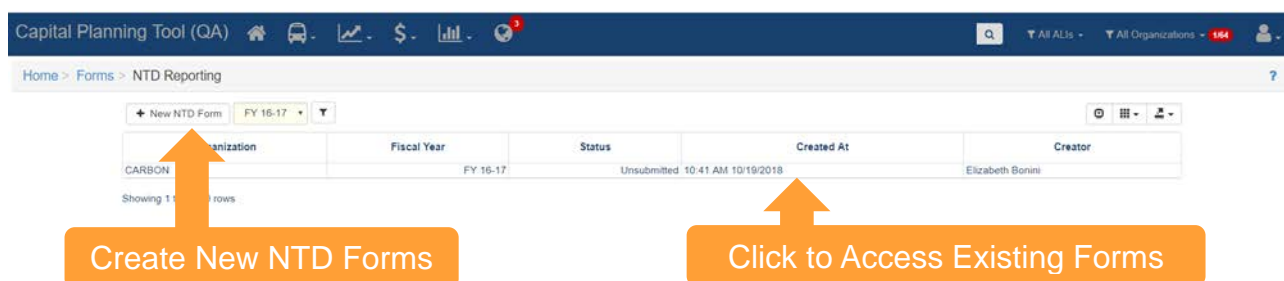 Capital Planning Tool (QA) $ 3 All ALIs All Organizations 1/64
Home > Forms > NTD Reporting ?
+ New NTD Form FY 16-17
Fiscal Year Status Created At Creator
CARBON FY 16-17 Unsubmitted 10:41 AM 10/19/2018 Elizabeth Bonini
Showing 1 rows
Create New NTD Forms Click to Access Existing Forms